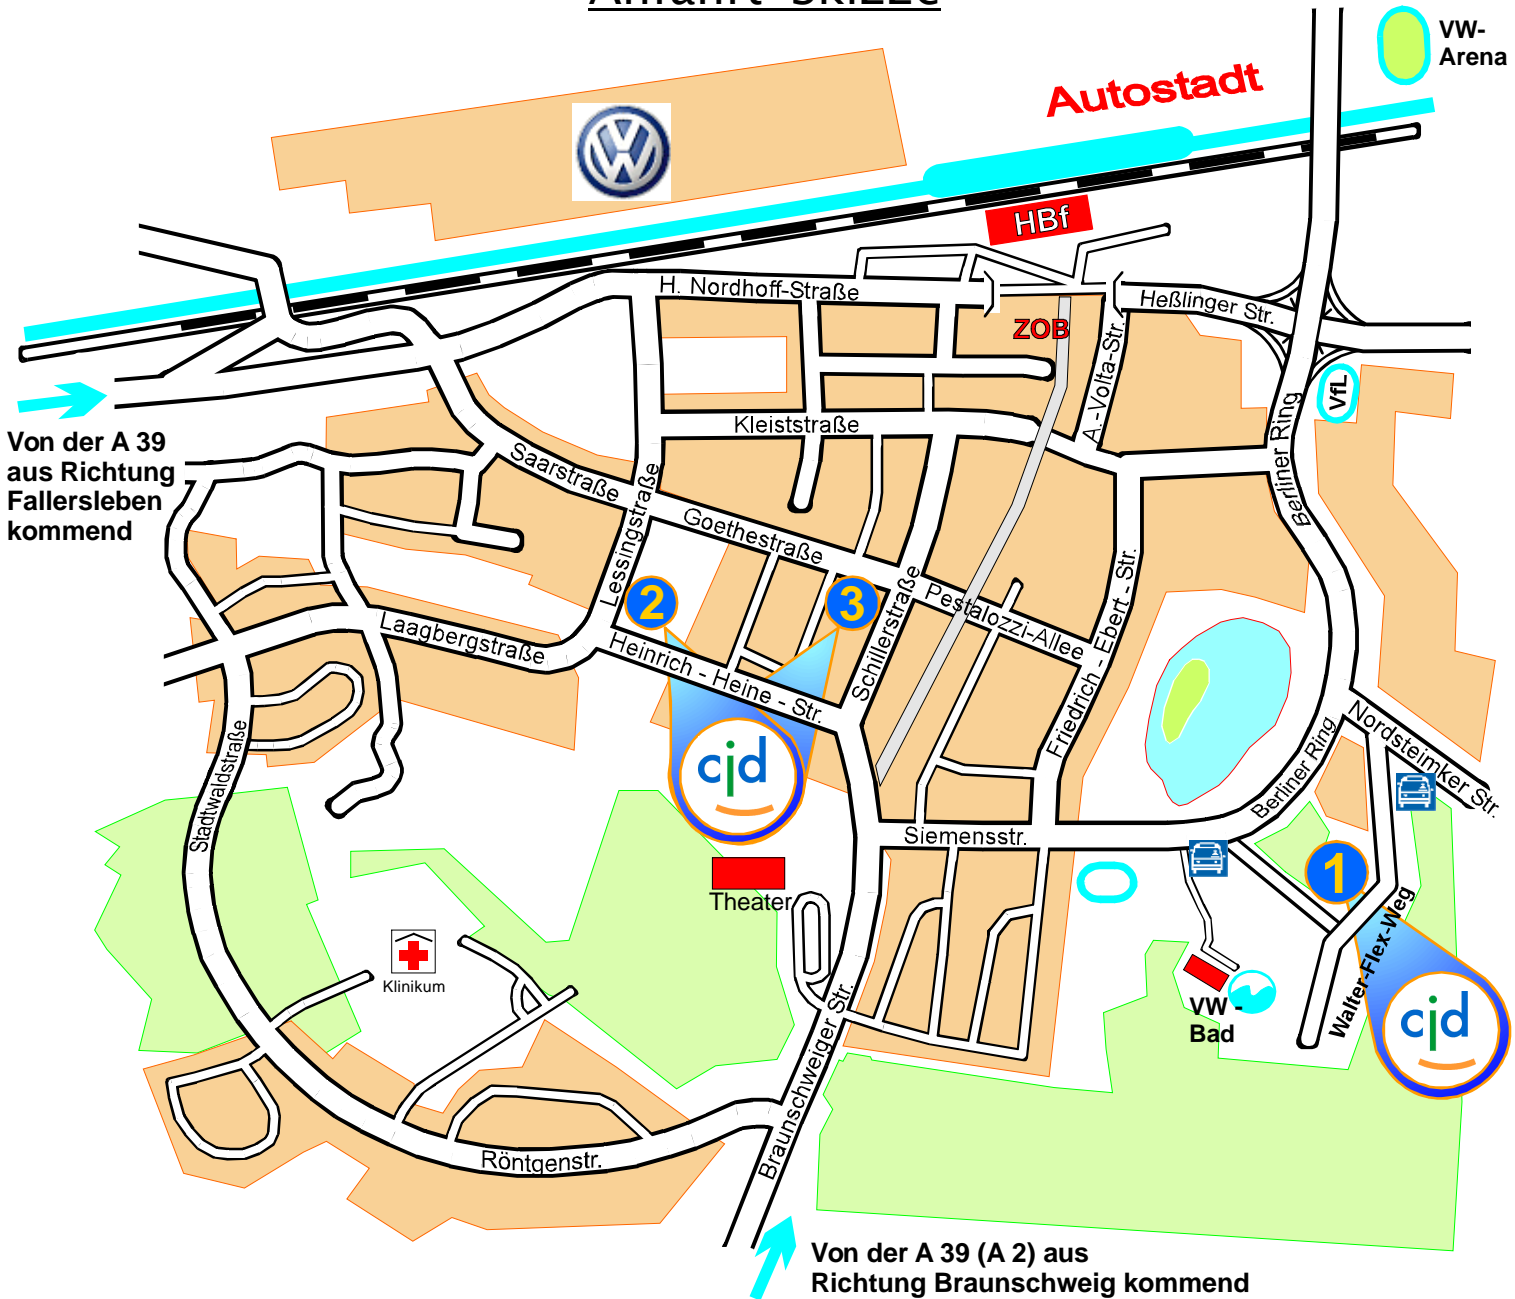 Anfahrt-Skizze
VW-
Arena
Autostadt
HBf
H. Nordhoff-Straße
Heßlinger Str.
ZOB
A.-Volta-Str.
VfL
Berliner Ring
Von der A 39
aus Richtung
Fallersleben
kommend
Kleiststraße
Saarstraße
Lessingstraße
Goethestraße
2
3
Schillerstraße
Pestalozzi-Allee
Friedrich - Ebert - Str.
Laagbergstraße
Heinrich - Heine - Str.
Stadtwaldstraße
cjd
Berliner Ring
Nordsteimker Str.
Siemensstr.
1
Theater
Walter-Flex-Weg
Klinikum
VW -
Bad
cjd
Braunschweiger Str.
Röntgenstr.
Von der A 39 (A 2) aus
Richtung Braunschweig kommend